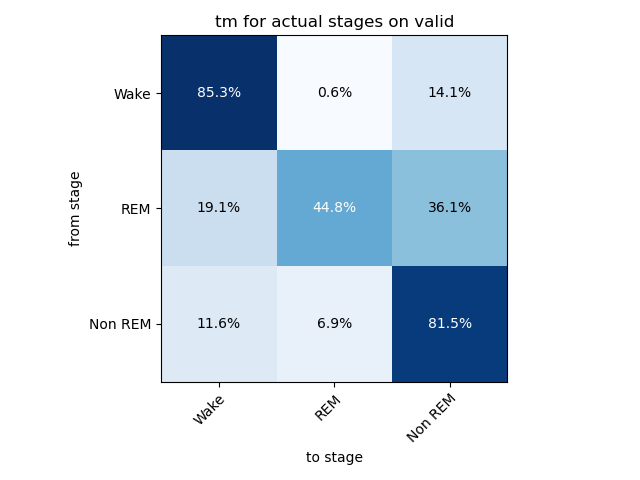 tm for actual stages on valid
Wake 85.3% 0.6% 14.1%
REM 19.1% 44.8% 36.1%
Non REM 11.6% 6.9% 81.5%
from stage
Wake REM Non REM
to stage